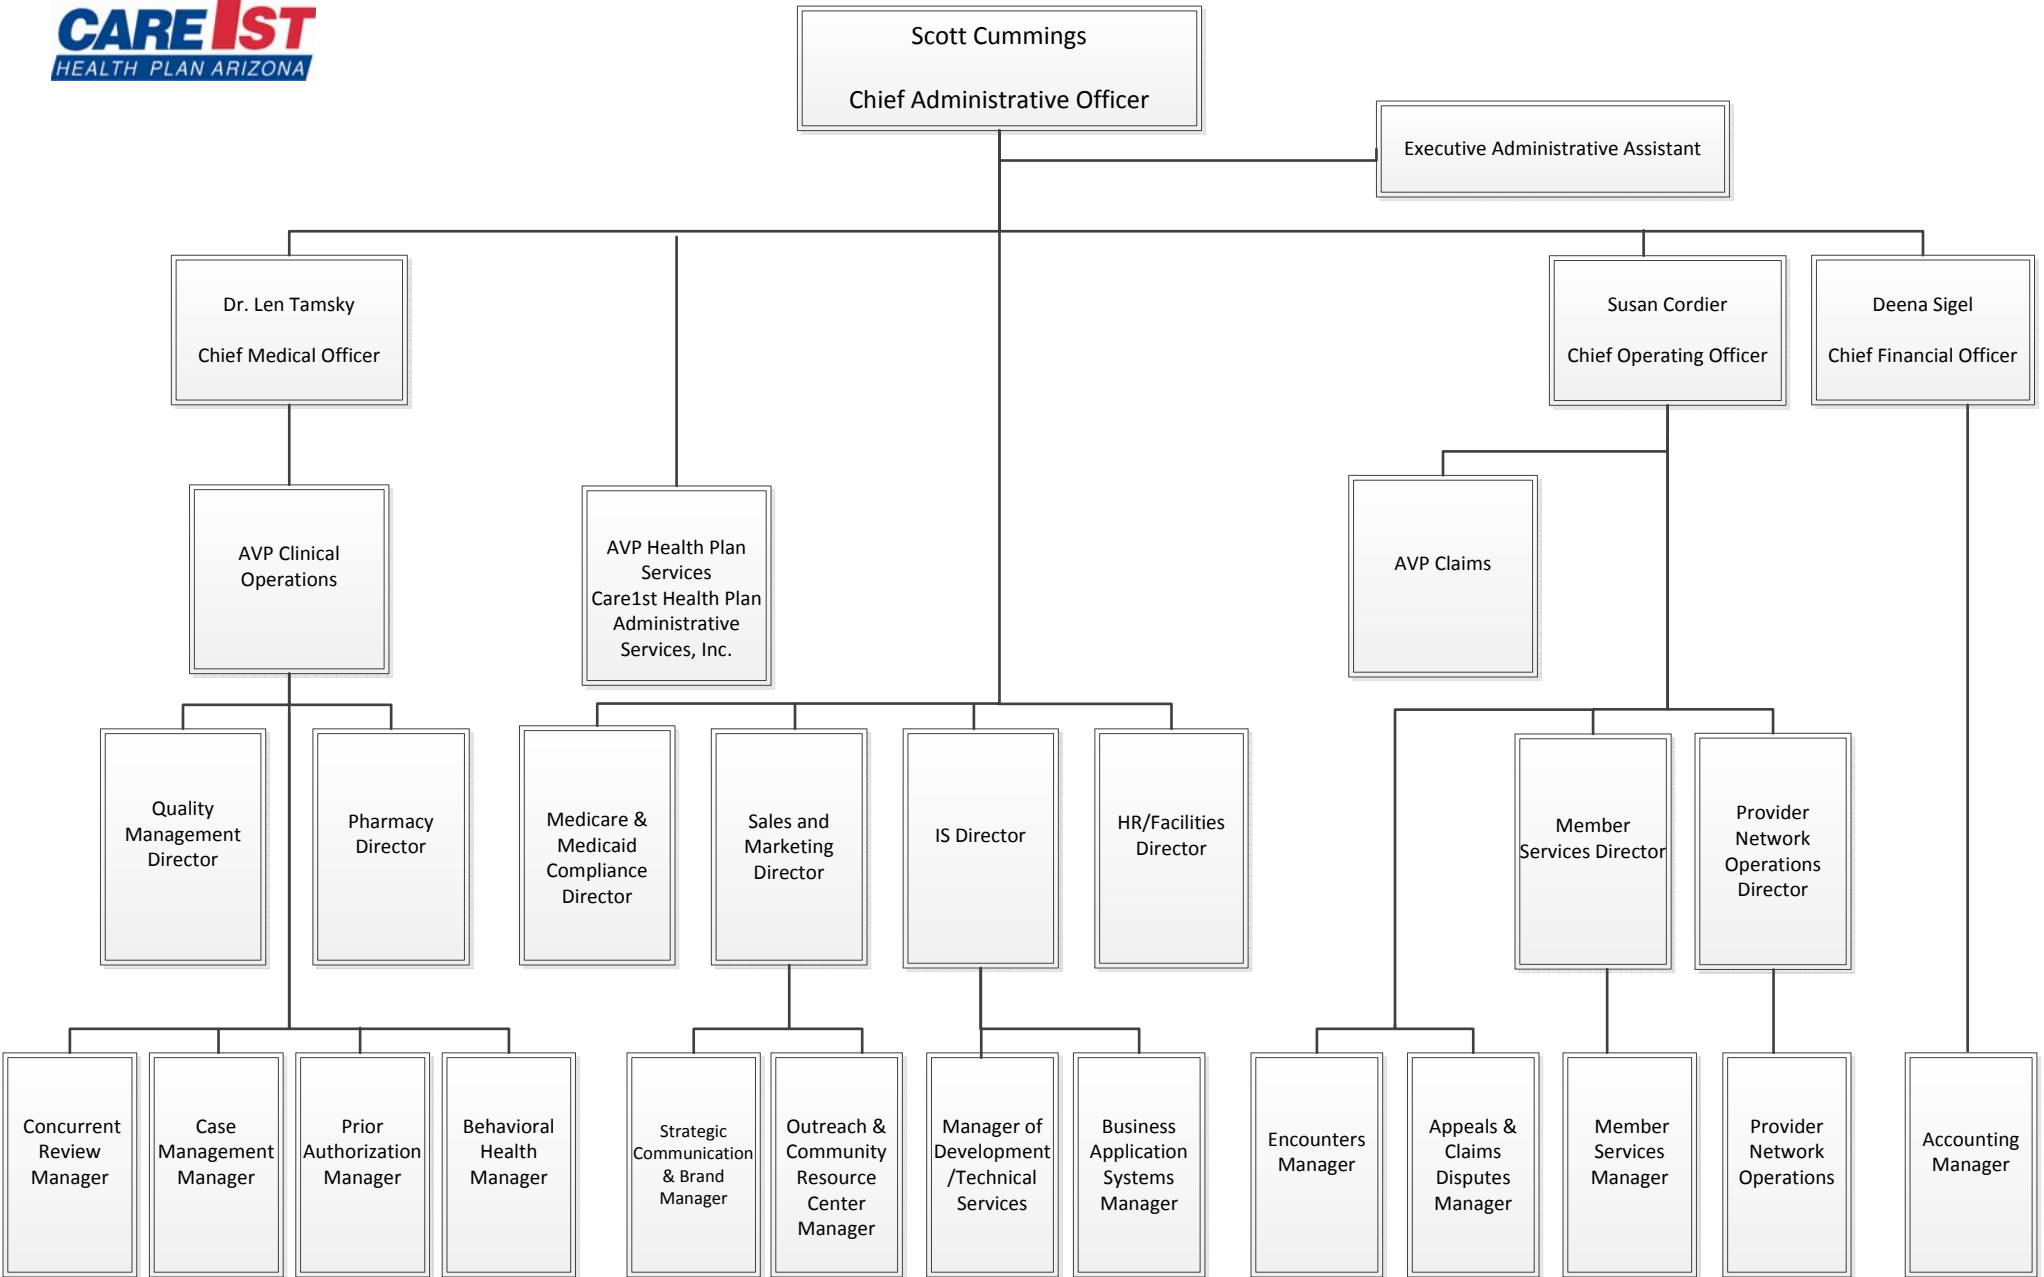 CARE 1ST
HEALTH PLAN ARIZONA
Scott Cummings
Chief Administrative Officer
Executive Administrative Assistant
Dr. Len Tamsky
Chief Medical Officer
Susan Cordier
Chief Operating Officer
Deena Sigel
Chief Financial Officer
AVP Clinical
Operations
AVP Health Plan
Services
Care1st Health Plan
Administrative
Services, Inc.
AVP Claims
Quality
Management
Director
Pharmacy
Director
Medicare &
Medicaid
Compliance
Director
Sales and
Marketing
Director
IS Director
HR/Facilities
Director
Member
Services Director
Provider
Network
Operations
Director
Concurrent
Review
Manager
Case
Management
Manager
Prior
Authorization
Manager
Behavioral
Health
Manager
Strategic
Communication
& Brand
Manager
Outreach &
Community
Resource
Center
Manager
Manager of
Development
/Technical
Services
Business
Application
Systems
Manager
Encounters
Manager
Appeals &
Claims
Disputes
Manager
Member
Services
Manager
Provider
Network
Operations
Accounting
Manager